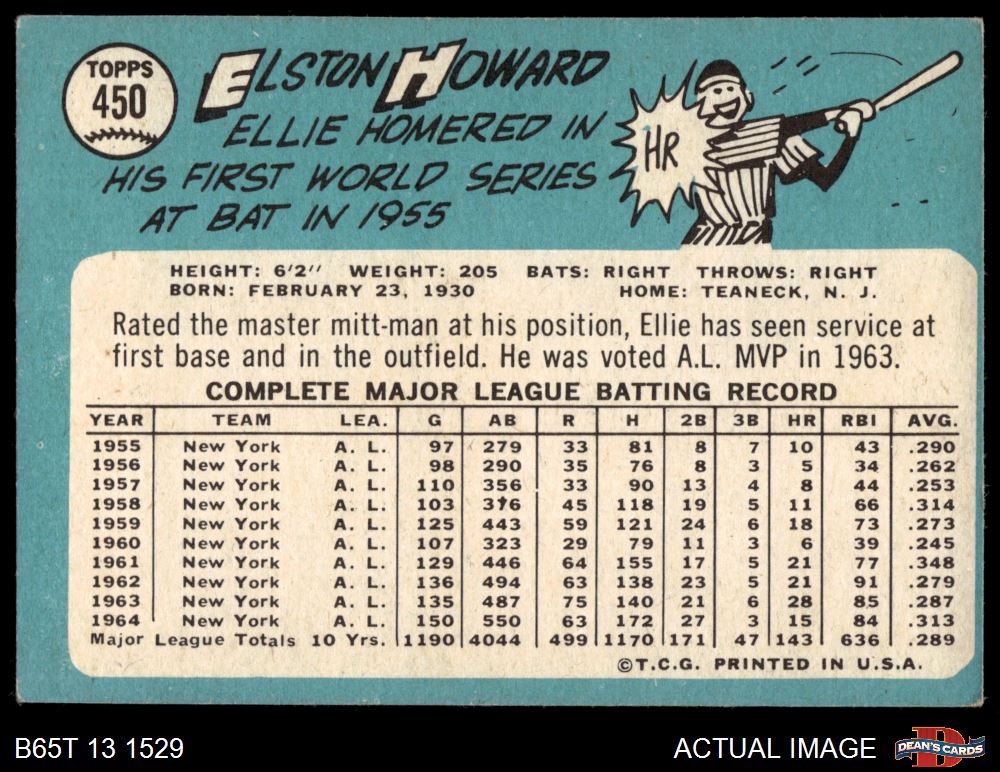 TOPPS
450
ELSTON HOWARD
ELLIE HOMERED IN
HIS FIRST WORLD SERIES
AT BAT IN 1955
HR
HEIGHT: 6'2" WEIGHT: 205 BATS: RIGHT THROWS: RIGHT
BORN: FEBRUARY 23, 1930 HOME: TEANECK, N. J.
Rated the master mitt-man at his position, Ellie has seen service at
first base and in the outfield. He was voted A.L. MVP in 1963.
COMPLETE MAJOR LEAGUE BATTING RECORD
YEAR TEAM LEA. G AB R H 2B 3B HR RBI AVG.
1955 New York A. L. 97 279 33 81 8 7 10 43 .290
1956 New York A. L. 98 290 35 76 8 3 5 34 .262
1957 New York A. L. 110 356 33 90 13 4 8 44 .253
1958 New York A. L. 103 376 45 118 19 5 11 66 .314
1959 New York A. L. 125 443 59 121 24 6 18 73 .273
1960 New York A. L. 107 323 29 79 11 3 6 39 .245
1961 New York A. L. 129 446 64 155 17 5 21 77 .348
1962 New York A. L. 136 494 63 138 23 5 21 91 .279
1963 New York A. L. 135 487 75 140 21 6 28 85 .287
1964 New York A. L. 150 550 63 172 27 3 15 84 .313
Major League Totals 10 Yrs. 1190 4044 499 1170 171 47 143 636 .289
©T.C.G. PRINTED IN U.S.A.
B65T 13 1529 ACTUAL IMAGE
D
DEAN'S CARDS